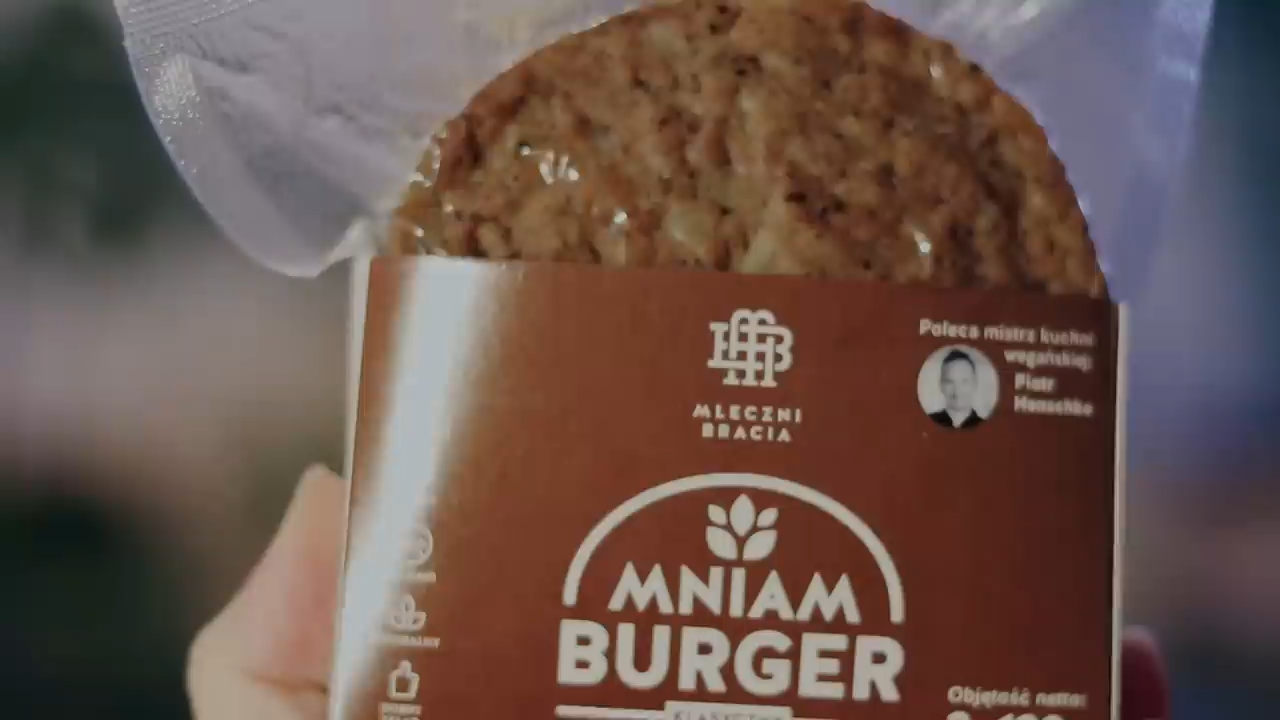 MLECZNI
BRACIA
Poleca mistrz kuchni
wegańskiej:
Piotr
MNIAM
BURGER
Objętość netto: